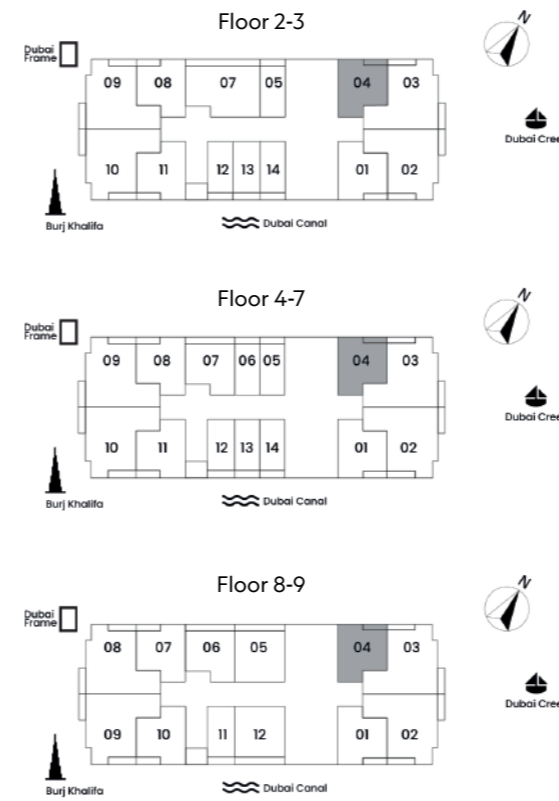 Floor 2-3
N
Dubai
Frame
09 08 07 05 04 03
Dubai Cree
10 11 12 13 14 01 02
Burj Khalifa
Dubai Canal
Floor 4-7
N
Dubai
Frame
09 08 07 06 05 04 03
Dubai Cree
10 11 12 13 14 01 02
Burj Khalifa
Dubai Canal
Floor 8-9
N
Dubai
Frame
08 07 06 05 04 03
Dubai Cree
09 10 11 12 01 02
Burj Khalifa
Dubai Canal